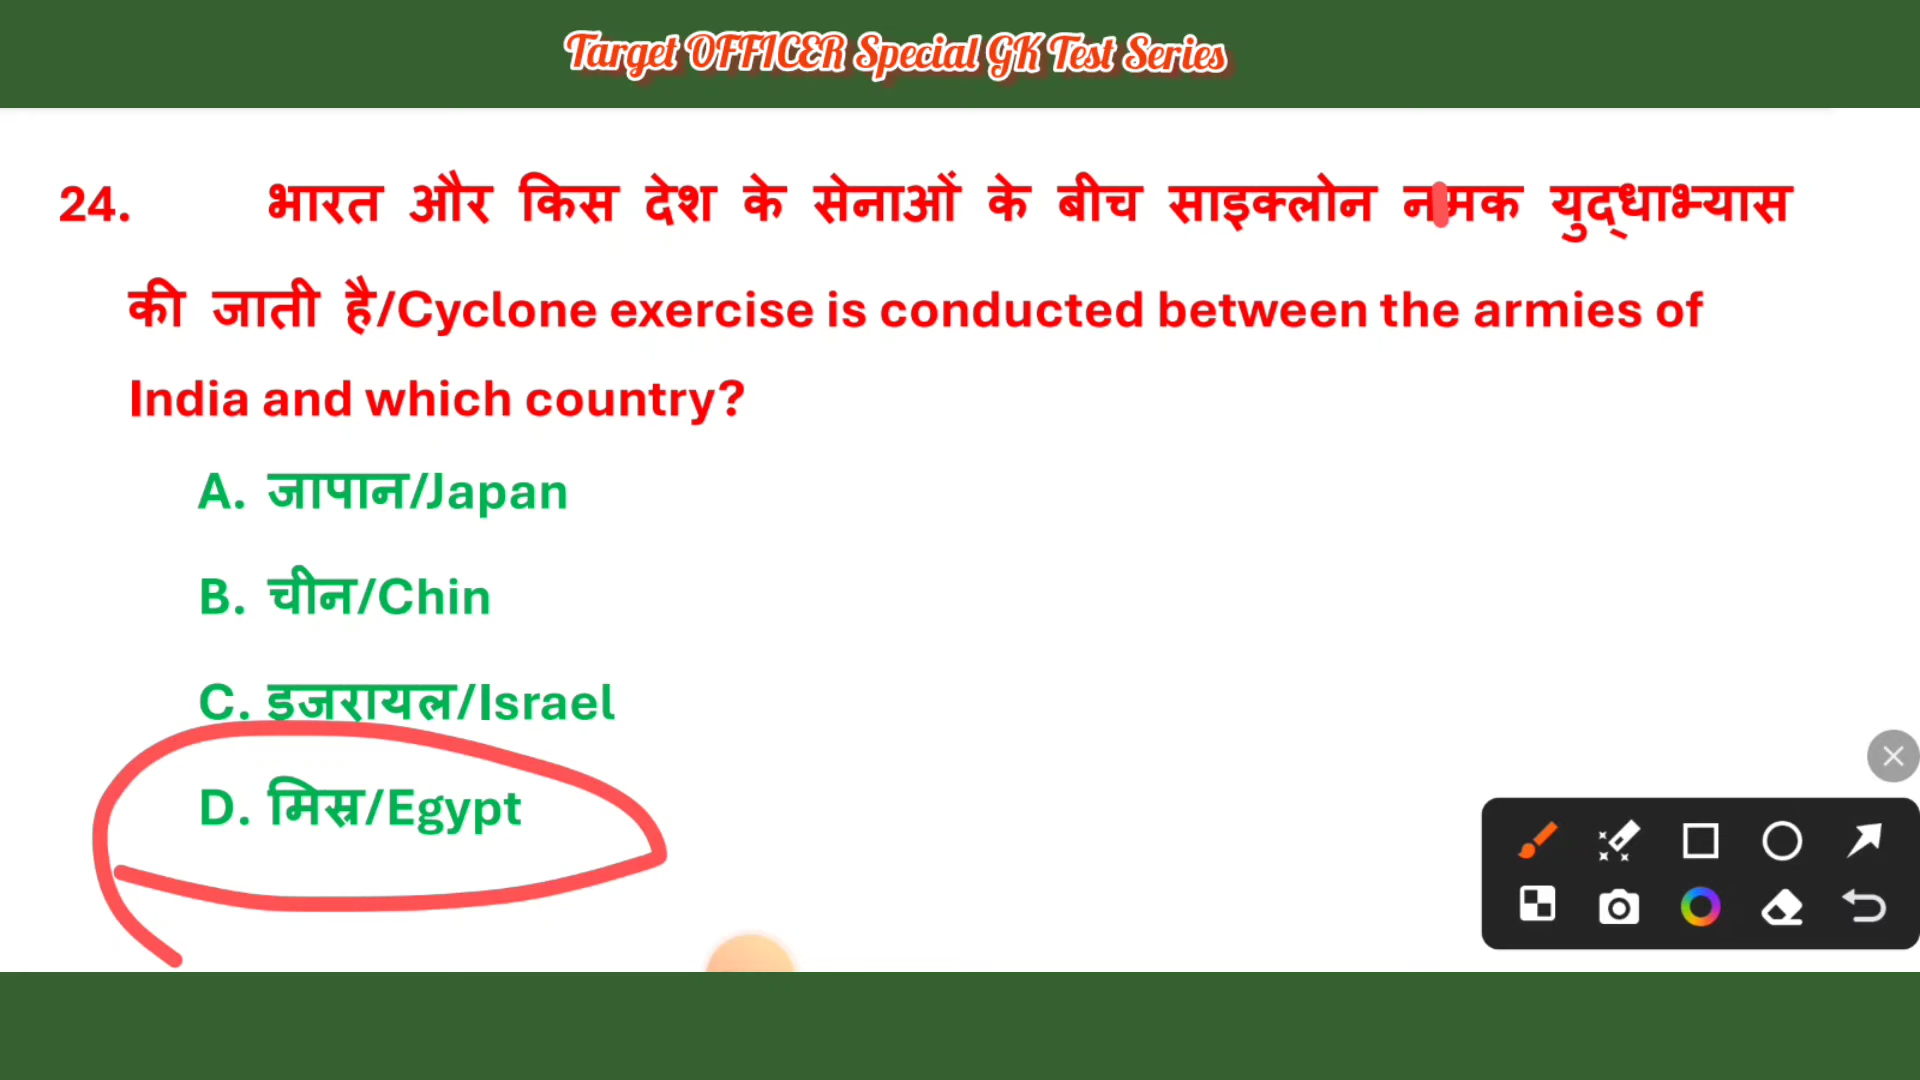 Target OFFICER Special GK Test Series
24. भारत और किस देश के सेनाओं के बीच साइक्लोन नमक युद्धाभ्यास
की जाती है/Cyclone exercise is conducted between the armies of
India and which country?
A. जापान/Japan
B. चीन/Chin
C. इजरायल/Israel
D. मिस्र/Egypt